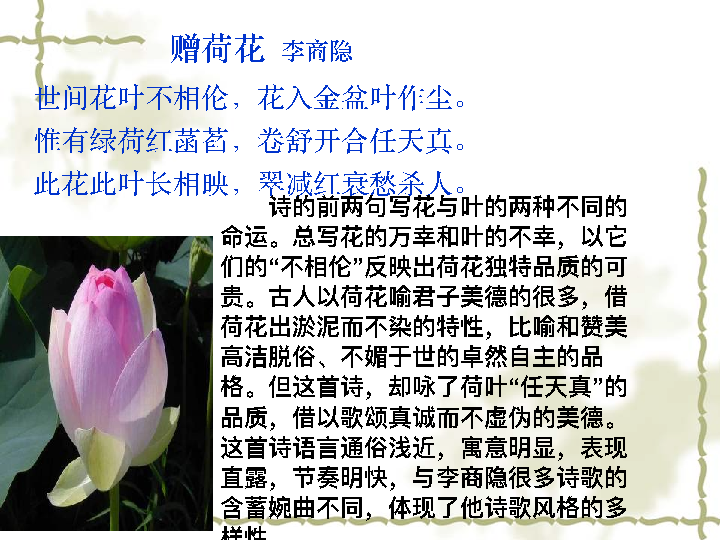 赠荷花 李商隐
世间花叶不相伦，花入金盆叶作尘。
惟有绿荷红菡萏，卷舒开合任天真。
此花此叶长相映，翠减红衰愁杀人。
诗的前两句写花与叶的两种不同的
命运。总写花的万幸和叶的不幸，以它
们的“不相伦”反映出荷花独特品质的可
贵。古人以荷花喻君子美德的很多，借
荷花出淤泥而不染的特性，比喻和赞美
高洁脱俗、不媚于世的卓然自主的品
格。但这首诗，却咏了荷叶“任天真”的
品质，借以歌颂真诚而不虚伪的美德。
这首诗语言通俗浅近，寓意明显，表现
直露，节奏明快，与李商隐很多诗歌的
含蓄婉曲不同，体现了他诗歌风格的多
样性